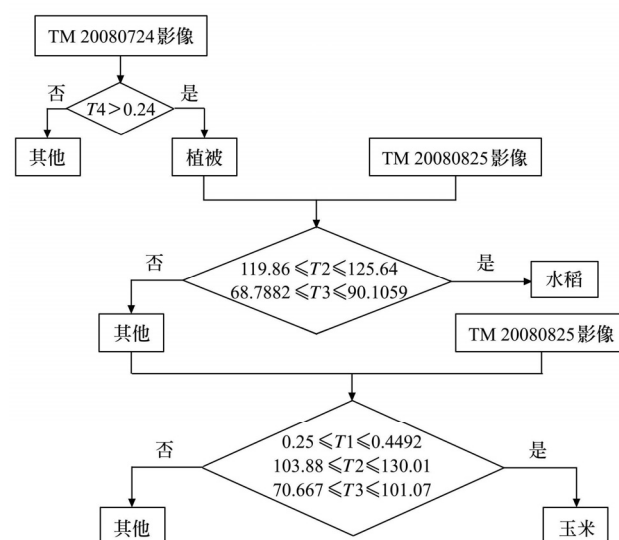 TM 20080724影像
否
T4＞0.24
是
其他
植被
TM 20080825影像
否
119.86≤T2≤125.64
68.7882≤T3≤90.1059
是
水稻
其他
TM 20080825影像
否
0.25≤T1≤0.4492
103.88≤T2≤130.01
70.667≤T3≤101.07
是
其他
玉米